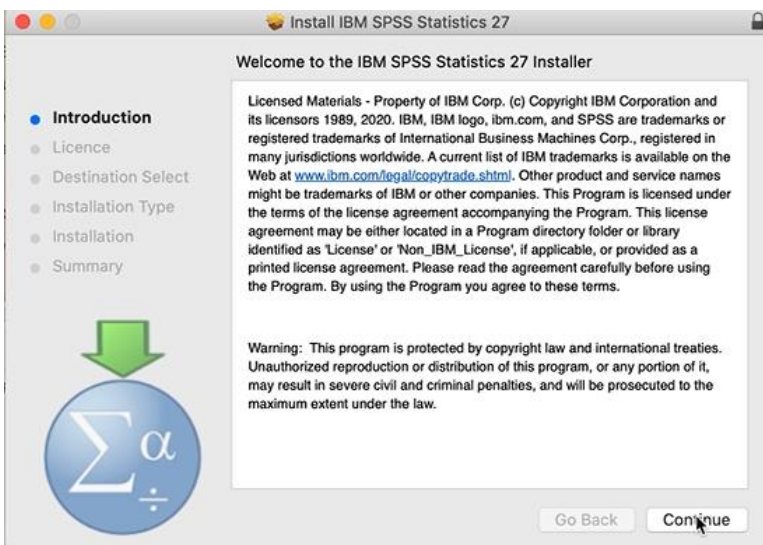 Install IBM SPSS Statistics 27
Welcome to the IBM SPSS Statistics 27 Installer
Introduction
Licence
Destination Select
Installation Type
Installation
Summary
Licensed Materials - Property of IBM Corp. (c) Copyright IBM Corporation and
its licensors 1989, 2020. IBM, IBM logo, ibm.com, and SPSS are trademarks or
registered trademarks of International Business Machines Corp., registered in
many jurisdictions worldwide. A current list of IBM trademarks is available on the
Web at www.ibm.com/legal/copytrade.shtml. Other product and service names
might be trademarks of IBM or other companies. This Program is licensed under
the terms of the license agreement accompanying the Program. This license
agreement may be either located in a Program directory folder or library
identified as 'License' or 'Non_IBM_License', if applicable, or provided as a
printed license agreement. Please read the agreement carefully before using
the Program. By using the Program you agree to these terms.
Warning: This program is protected by copyright law and international treaties.
Unauthorized reproduction or distribution of this program, or any portion of it,
may result in severe civil and criminal penalties, and will be prosecuted to the
maximum extent under the law.
Σ α ÷
Go Back
Continue